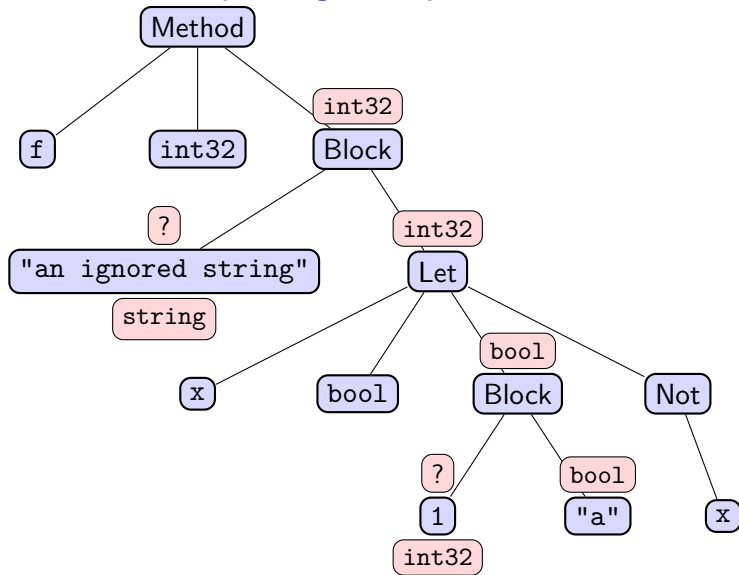 Method
int32
f
int32
Block
?
int32
"an ignored string"
Let
string
bool
x
bool
Block
Not
?
bool
1
"a"
x
int32